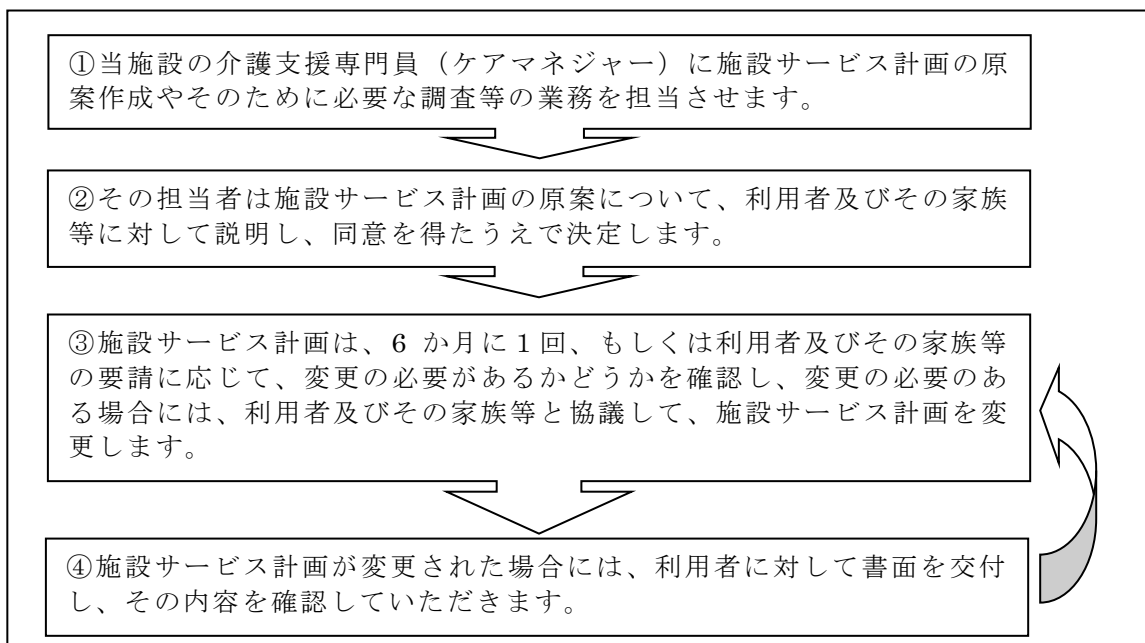 ①当施設の介護支援専門員（ケアマネジャー）に施設サービス計画の原
案作成やそのために必要な調査等の業務を担当させます。
②その担当者は施設サービス計画の原案について、利用者及びその家族
等に対して説明し、同意を得たうえで決定します。
③施設サービス計画は、6 か月に１回、もしくは利用者及びその家族等
の要請に応じて、変更の必要があるかどうかを確認し、変更の必要のあ
る場合には、利用者及びその家族等と協議して、施設サービス計画を変
更します。
④施設サービス計画が変更された場合には、利用者に対して書面を交付
し、その内容を確認していただきます。